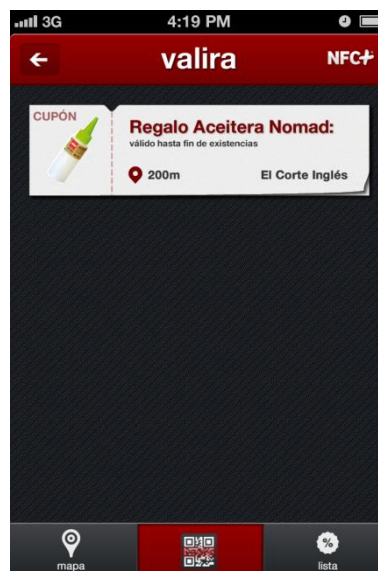 3G 4:19 PM
valira
NFC+
CUPÓN
Regalo Aceitera Nomad:
válido hasta fin de existencias
200m El Corte Inglés
mapa
lista